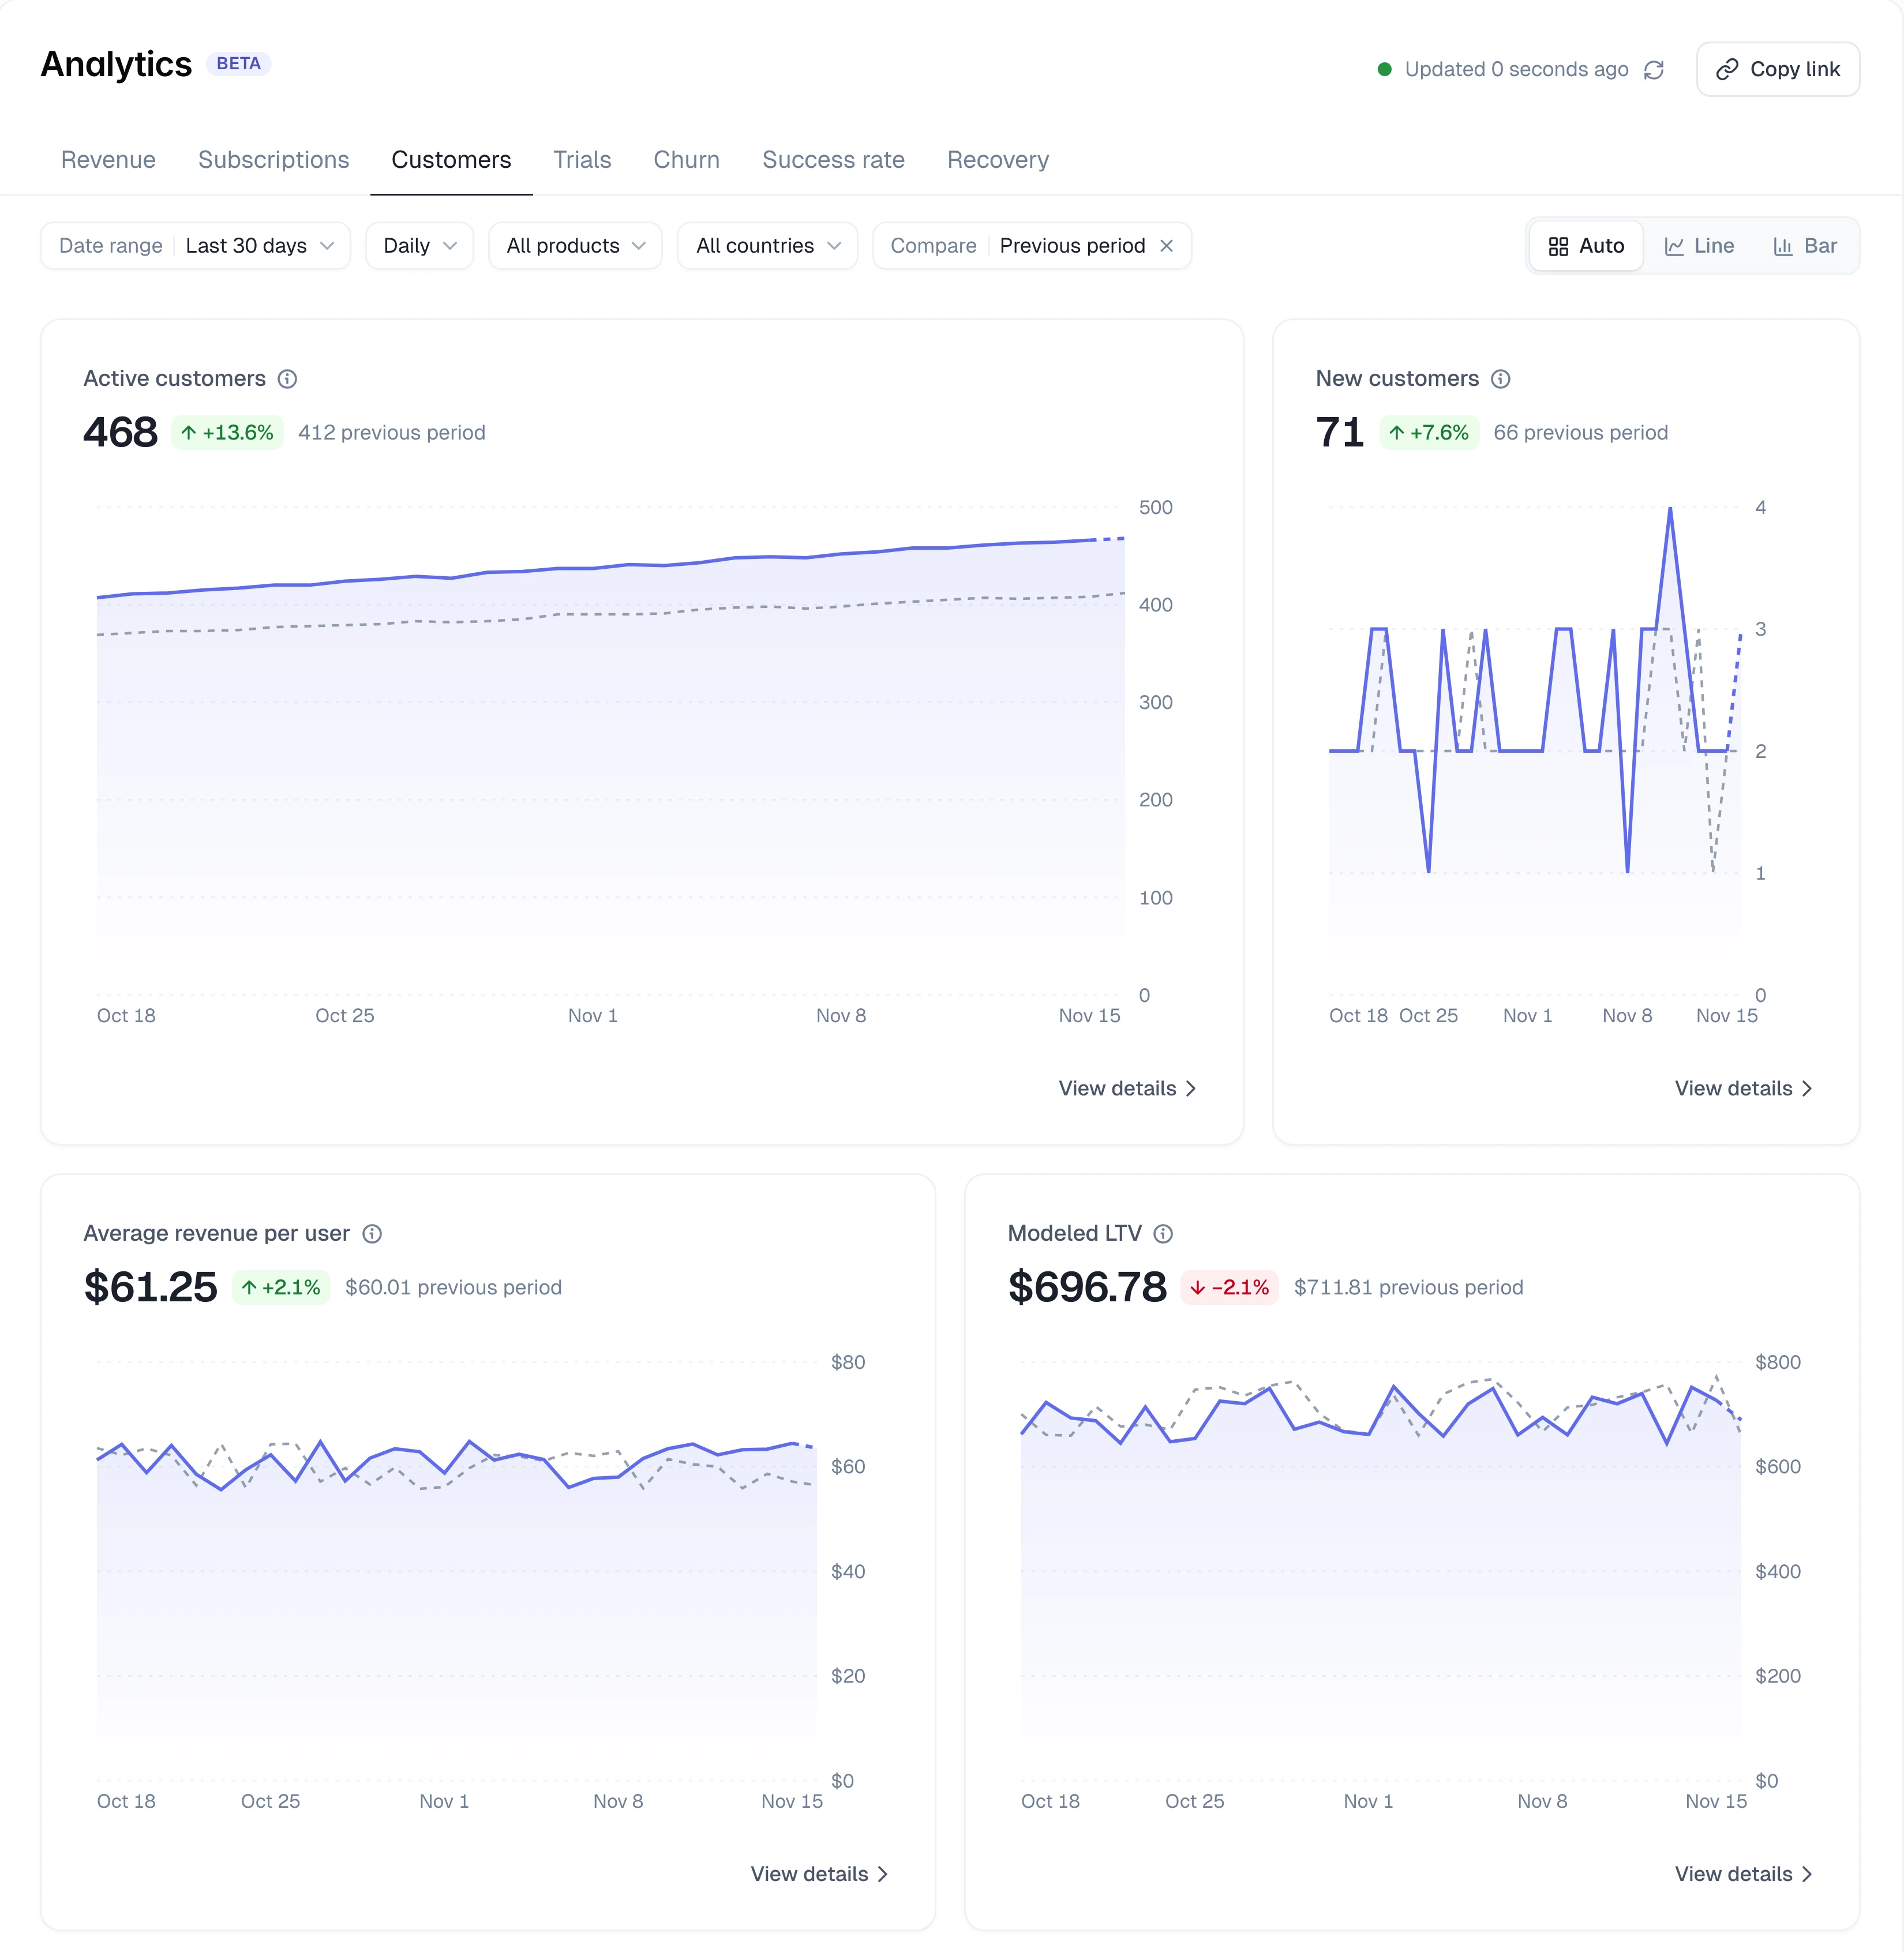 Analytics BETA
Updated 0 seconds ago
Copy link
Revenue Subscriptions Customers Trials Churn Success rate Recovery
Date range Last 30 days Daily All products All countries Compare Previous period
Auto Line Bar
Active customers
468 +13.6% 412 previous period
500
400
300
200
100
0
Oct 18 Oct 25 Nov 1 Nov 8 Nov 15
View details
New customers
71 +7.6% 66 previous period
4
3
2
1
0
Oct 18 Oct 25 Nov 1 Nov 8 Nov 15
View details
Average revenue per user
$61.25 +2.1% $60.01 previous period
$80
$60
$40
$20
$0
Oct 18 Oct 25 Nov 1 Nov 8 Nov 15
View details
Modeled LTV
$696.78 −2.1% $711.81 previous period
$800
$600
$400
$200
$0
Oct 18 Oct 25 Nov 1 Nov 8 Nov 15
View details